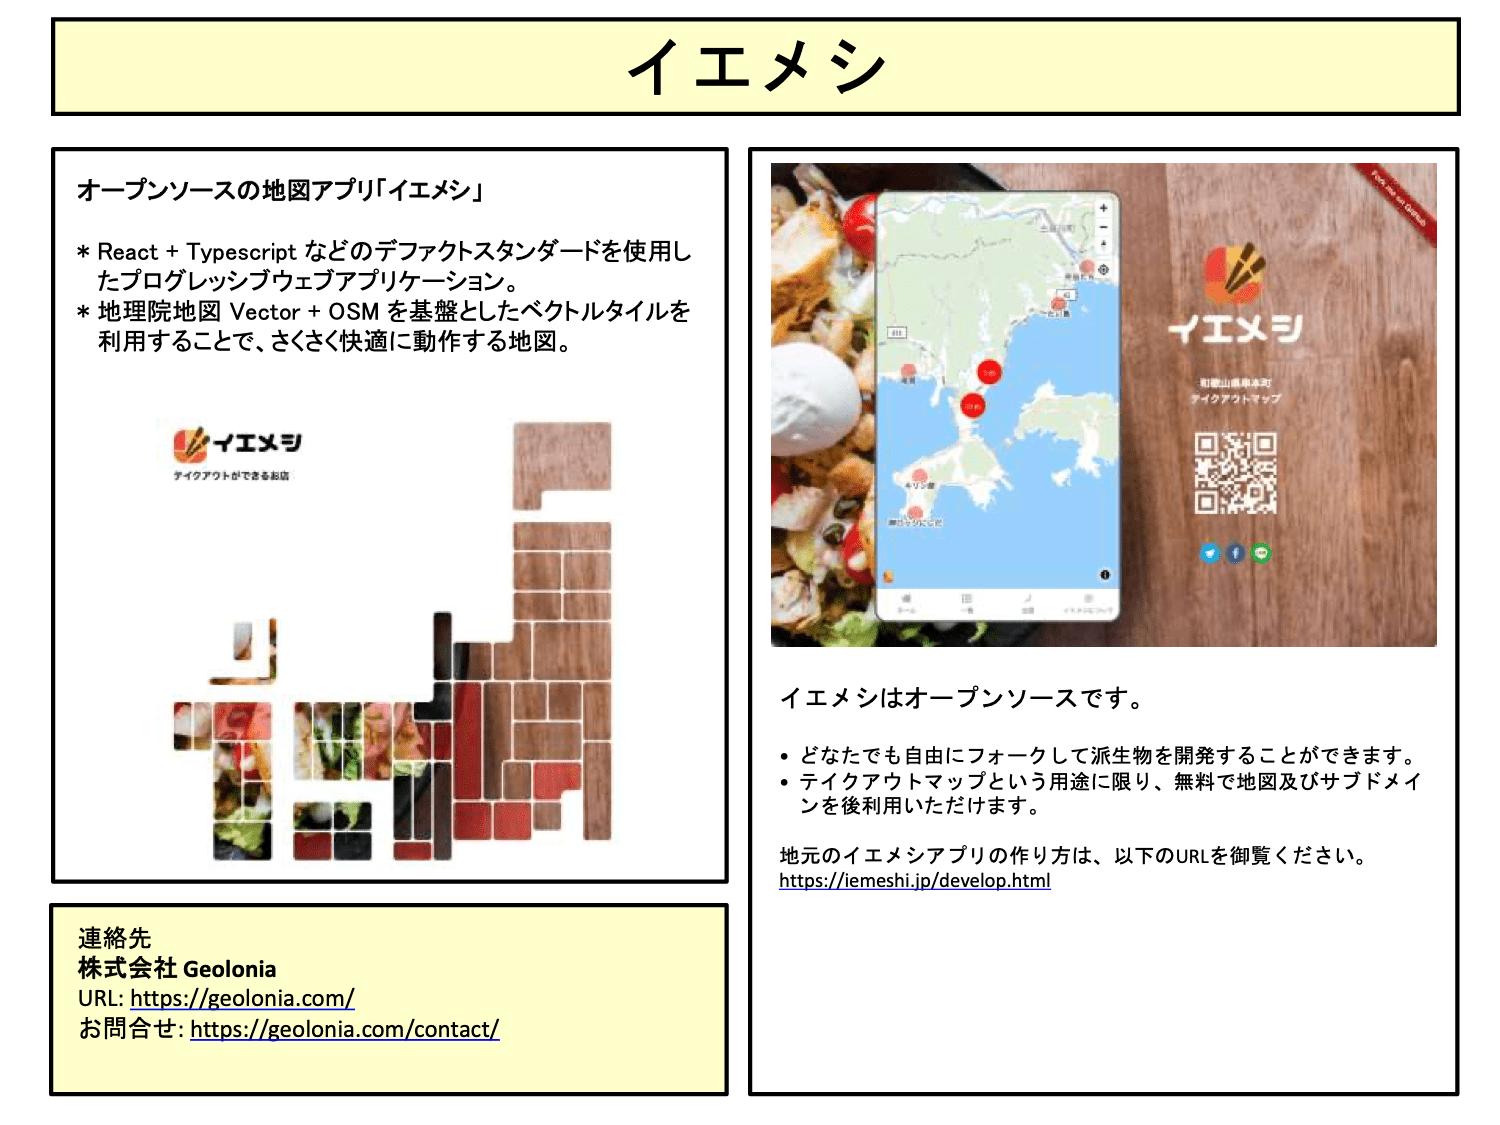 イエメシ
オープンソースの地図アプリ「イエメシ」
* React + Typescript などのデファクトスタンダードを使用し
たプログレッシブウェブアプリケーション。
* 地理院地図 Vector + OSM を基盤としたベクトルタイルを
利用することで、さくさく快適に動作する地図。
イエメシ
テイクアウトができるお店
連絡先
株式会社 Geolonia
URL: https://geolonia.com/
お問合せ: https://geolonia.com/contact/
Fork me on GitHub
イエメシ
和歌山県串本町
テイクアウトマップ
イエメシはオープンソースです。
• どなたでも自由にフォークして派生物を開発することができます。
• テイクアウトマップという用途に限り、無料で地図及びサブドメイ
ンを後利用いただけます。
地元のイエメシアプリの作り方は、以下のURLを御覧ください。
https://iemeshi.jp/develop.html